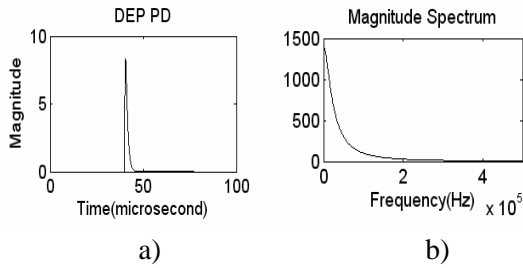 DEP PD
Magnitude
10
5
0
0
50
100
Time(microsecond)
a)
Magnitude Spectrum
1500
1000
500
0
0
2
4
Frequency(Hz)
x 10^5
b)